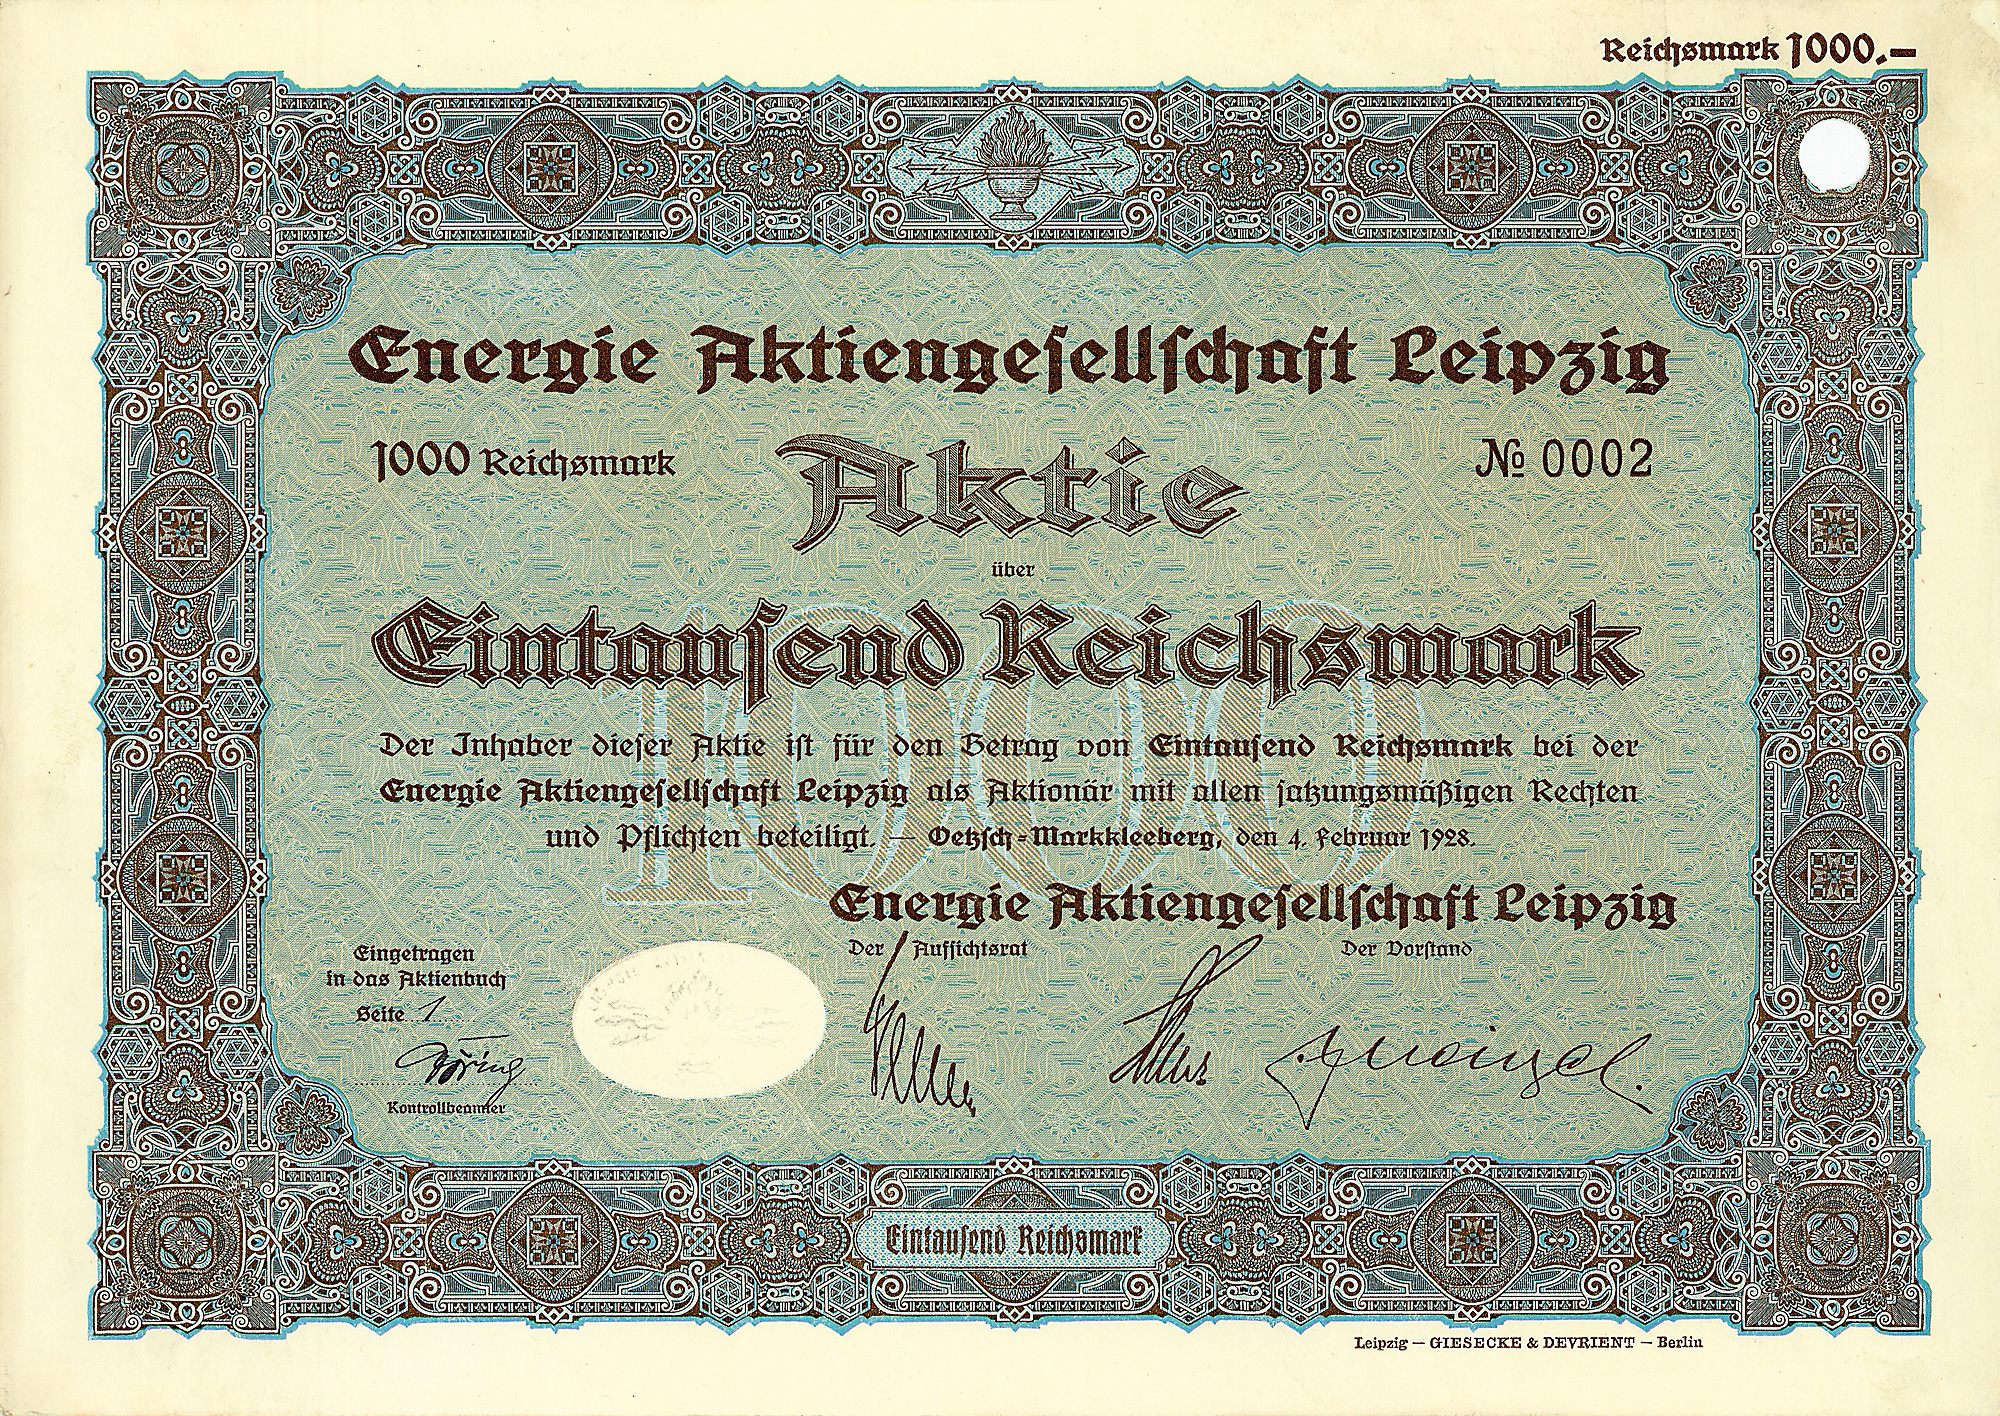 Reichsmark 1000.—
Energie Aktiengesellschaft Leipzig
1000 Reichsmark
Aktie
№ 0002
über
Eintausend Reichsmark
Der Inhaber dieser Aktie ist für den Betrag von Eintausend Reichsmark bei der
Energie Aktiengesellschaft Leipzig als Aktionär mit allen satzungsmäßigen Rechten
und Pflichten beteiligt. — Oetzsch-Markkleeberg, den 4. Februar 1928.
1000
Energie Aktiengesellschaft Leipzig
Der Aufsichtsrat
Der Vorstand
Eingetragen
in das Aktienbuch
Seite 1
Kontrollbeamter
Eintausend Reichsmark
Leipzig — GIESECKE & DEVRIENT — Berlin